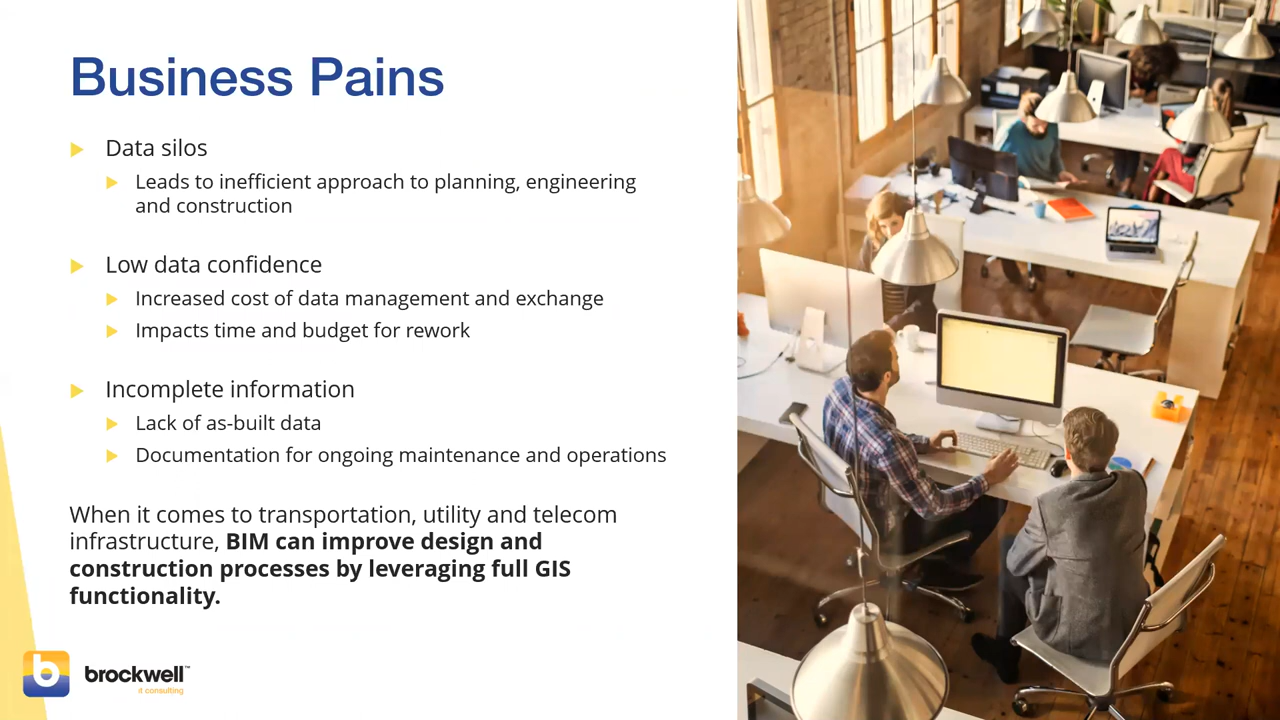 Business Pains
Data silos
Leads to inefficient approach to planning, engineering
and construction
Low data confidence
Increased cost of data management and exchange
Impacts time and budget for rework
Incomplete information
Lack of as-built data
Documentation for ongoing maintenance and operations
When it comes to transportation, utility and telecom
infrastructure, BIM can improve design and
construction processes by leveraging full GIS
functionality.
b
brockwell™
it consulting